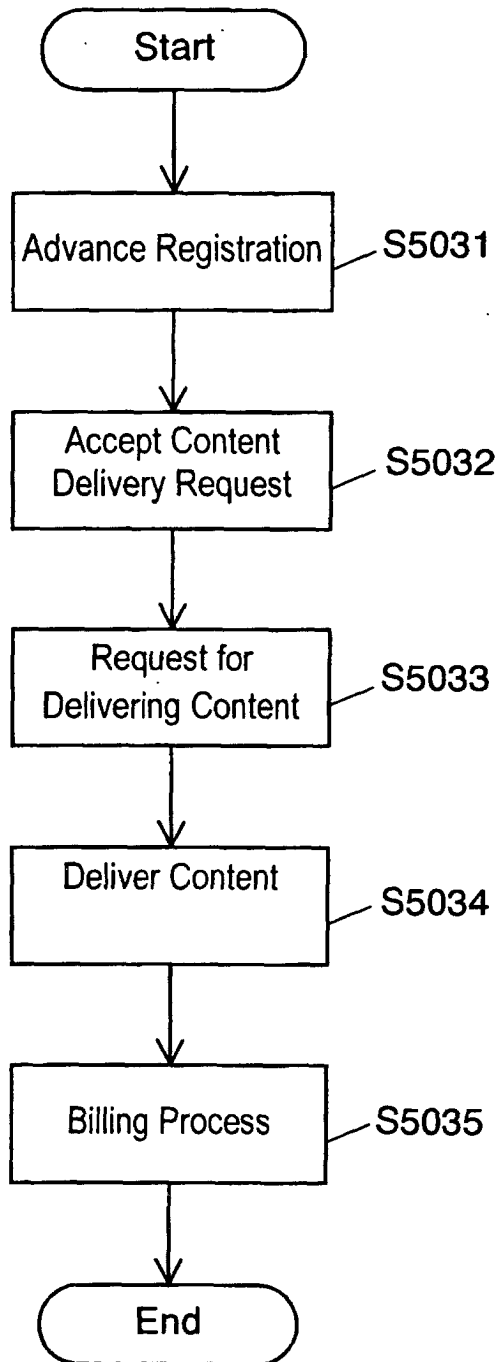 Start
Advance Registration
S5031
Accept Content
Delivery Request
S5032
Request for
Delivering Content
S5033
Deliver Content
S5034
Billing Process
S5035
End